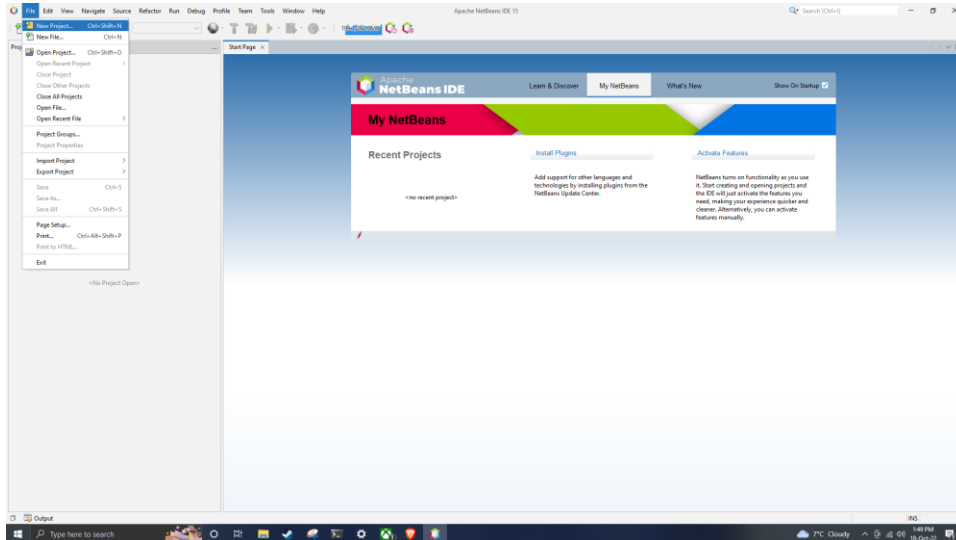 File Edit View Navigate Source Refactor Run Debug Profile Team Tools Window Help
Apache NetBeans IDE 15
Search (Ctrl+I)
New Project... Ctrl+Shift+N
New File... Ctrl+N
Open Project... Ctrl+Shift+O
Open Recent Project
Close Project
Close Other Projects
Close All Projects
Open File...
Open Recent File
Project Groups...
Project Properties
Import Project
Export Project
Save Ctrl+S
Save As...
Save All Ctrl+Shift+S
Page Setup...
Print... Ctrl+Alt+Shift+P
Print to HTML...
Exit
<No Project Open>
Start Page
Apache
NetBeans IDE
Learn & Discover My NetBeans What's New Show On Startup
My NetBeans
Recent Projects
<no recent project>
Install Plugins
Add support for other languages and
technologies by installing plugins from the
NetBeans Update Center.
Activate Features
NetBeans turns on functionality as you use
it. Start creating and opening projects and
the IDE will just activate the features you
need, making your experience quicker and
cleaner. Alternatively, you can activate
features manually.
Output
INS
Type here to search
7°C Cloudy
1:49 PM
18-Oct-22